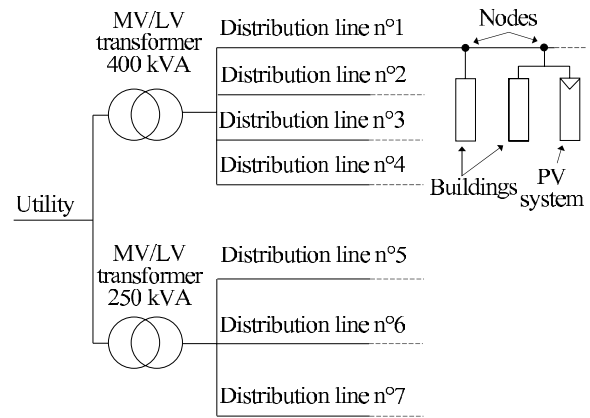 MV/LV
transformer
400 kVA
Distribution line n°1
Distribution line n°2
Distribution line n°3
Distribution line n°4
Nodes
Buildings
PV
system
Utility
MV/LV
transformer
250 kVA
Distribution line n°5
Distribution line n°6
Distribution line n°7